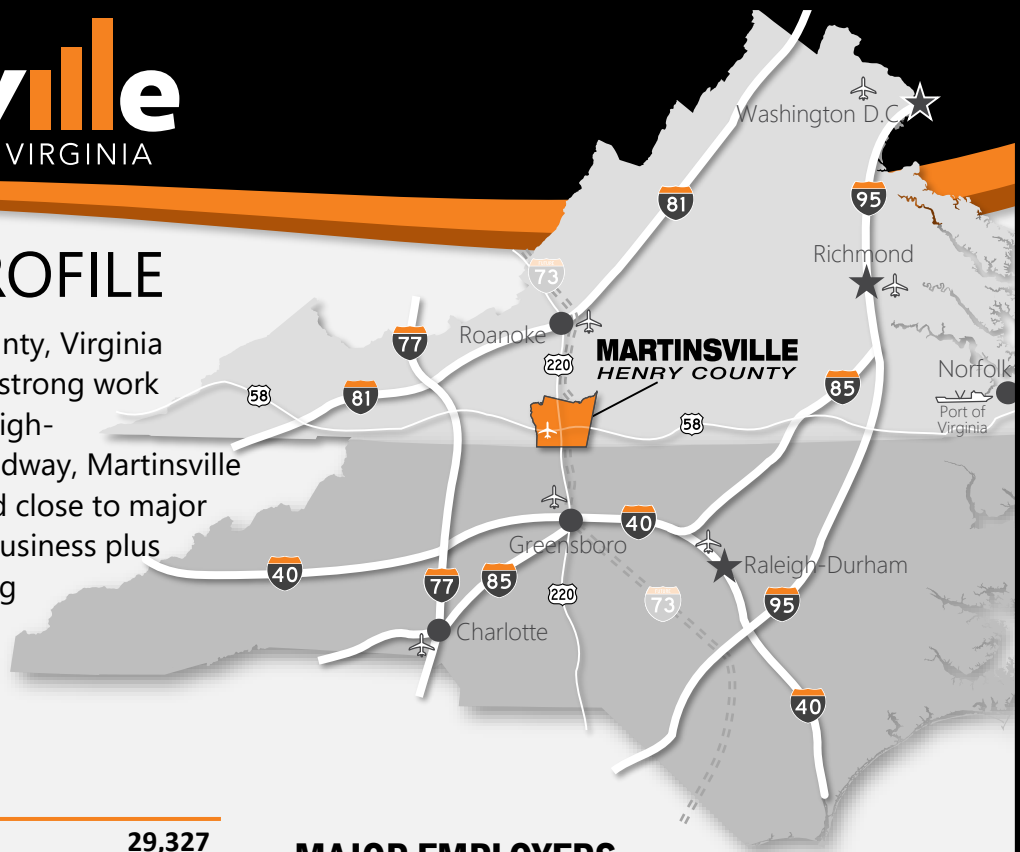 ville
VIRGINIA
ROFILE
nty, Virginia
strong work
igh-
dway, Martinsville
d close to major
usiness plus
g
29,327
MAJOR EMPLOYERS
Washington D.C.
81
95
Richmond
73
77
Roanoke
220
MARTINSVILLE
HENRY COUNTY
85
Norfolk
Port of
Virginia
58
81
58
40
Greensboro
Raleigh-Durham
40
77
85
220
73
95
Charlotte
40